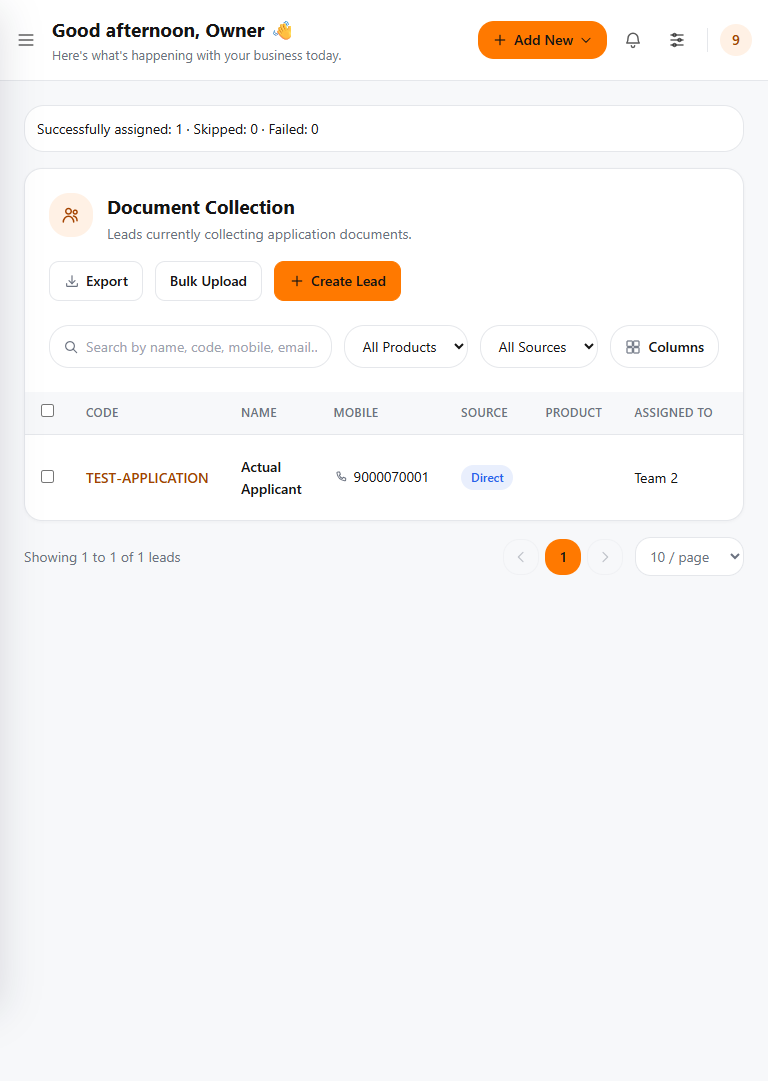 Good afternoon, Owner 👋
Here's what's happening with your business today.
Add New
9
Successfully assigned: 1 · Skipped: 0 · Failed: 0
Document Collection
Leads currently collecting application documents.
Export
Bulk Upload
Create Lead
Search by name, code, mobile, email..
All Products
All Sources
Columns
CODE NAME MOBILE SOURCE PRODUCT ASSIGNED TO
TEST-APPLICATION Actual Applicant 9000070001 Direct Team 2
Showing 1 to 1 of 1 leads
1
10 / page